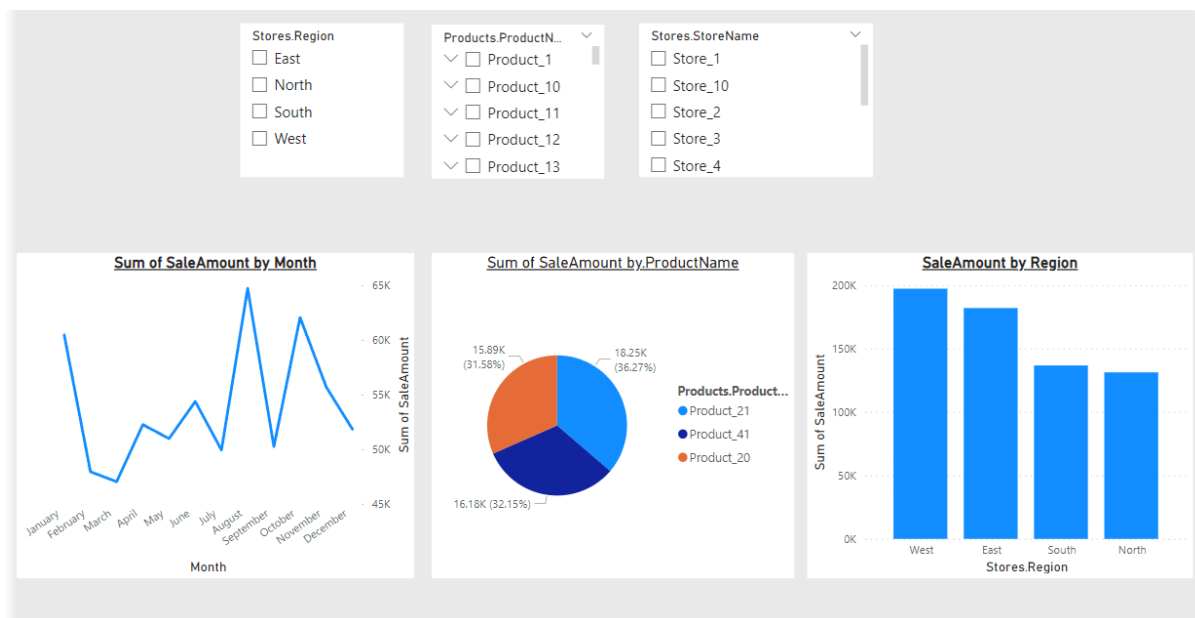 Stores.Region
East
North
South
West
Products.ProductN...
Product_1
Product_10
Product_11
Product_12
Product_13
Stores.StoreName
Store_1
Store_10
Store_2
Store_3
Store_4
Sum of SaleAmount by Month
65K
60K
55K
50K
45K
Sum of SaleAmount
January
February
March
April
May
June
July
August
September
October
November
December
Month
Sum of SaleAmount by.ProductName
15.89K
(31.58%)
18.25K
(36.27%)
16.18K (32.15%)
Products.Product...
Product_21
Product_41
Product_20
SaleAmount by Region
200K
150K
100K
50K
0K
Sum of SaleAmount
West
East
South
North
Stores.Region